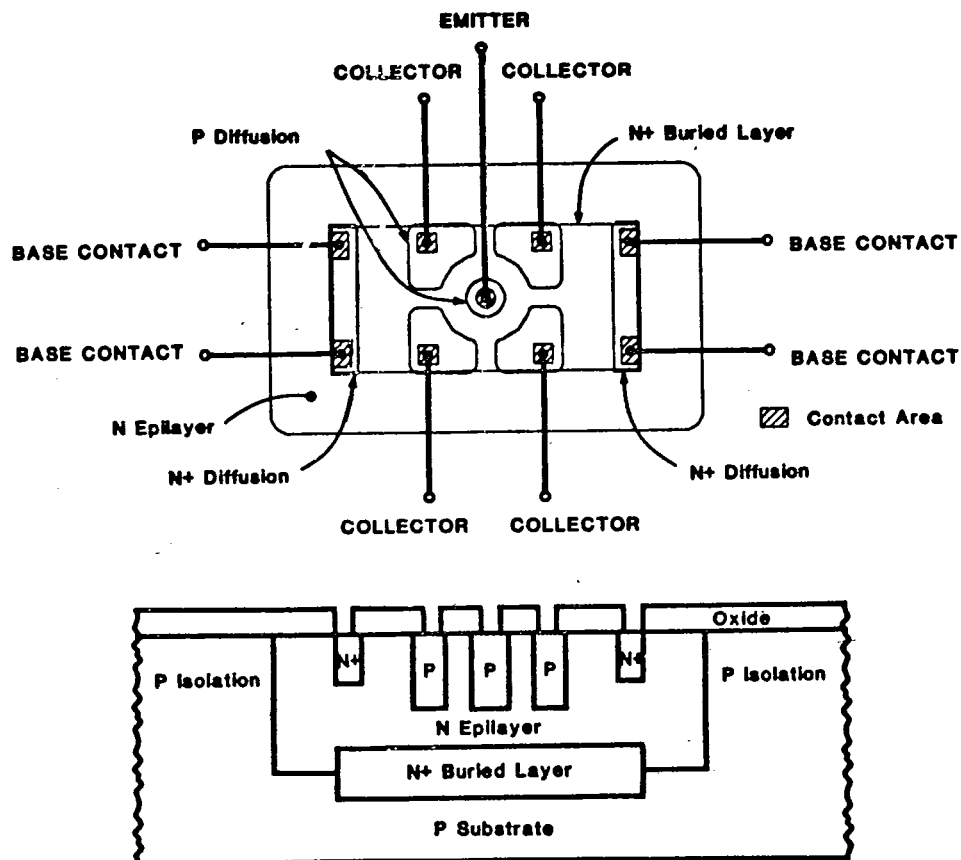 EMITTER
COLLECTOR
COLLECTOR
P Diffusion
N+ Buried Layer
BASE CONTACT
BASE CONTACT
BASE CONTACT
BASE CONTACT
N Epilayer
Contact Area
N+ Diffusion
N+ Diffusion
COLLECTOR
COLLECTOR
Oxide
N+
P
P
P
N+
P Isolation
P Isolation
N Epilayer
N+ Buried Layer
P Substrate